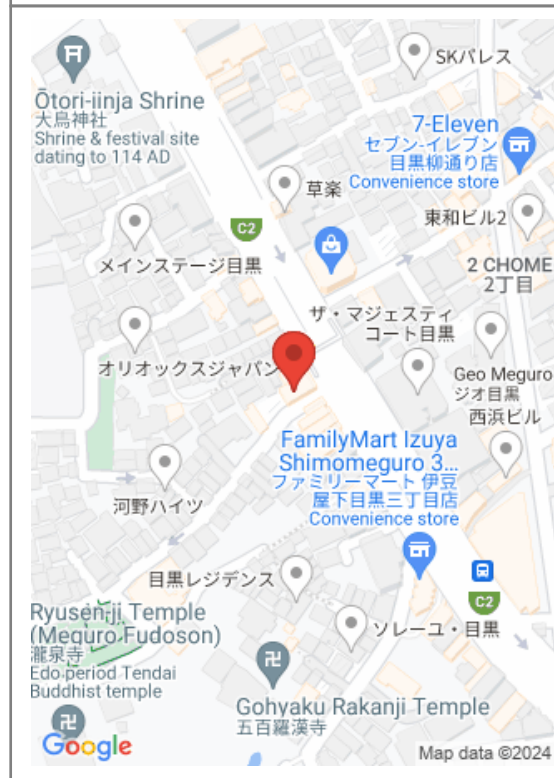 SKパレス
Ōtori-jinja Shrine
大鳥神社
Shrine & festival site
dating to 114 AD
7-Eleven
セブン-イレブン
目黒柳通り店
Convenience store
草楽
東和ビル2
C2
メインステージ目黒
2 CHOME
2丁目
ザ・マジェスティ
コート目黒
オリオックスジャパン
Geo Meguro
ジオ目黒
西浜ビル
FamilyMart Izuya
Shimomeguro 3...
ファミリーマート 伊豆
屋下目黒三丁目店
Convenience store
河野ハイツ
目黒レジデンス
C2
Ryusenji Temple
(Meguro Fudoson)
瀧泉寺
Edo-period Tendai
Buddhist temple
ソレーユ・目黒
Gohyaku Rakanji Temple
五百羅漢寺
Google
Map data ©2024